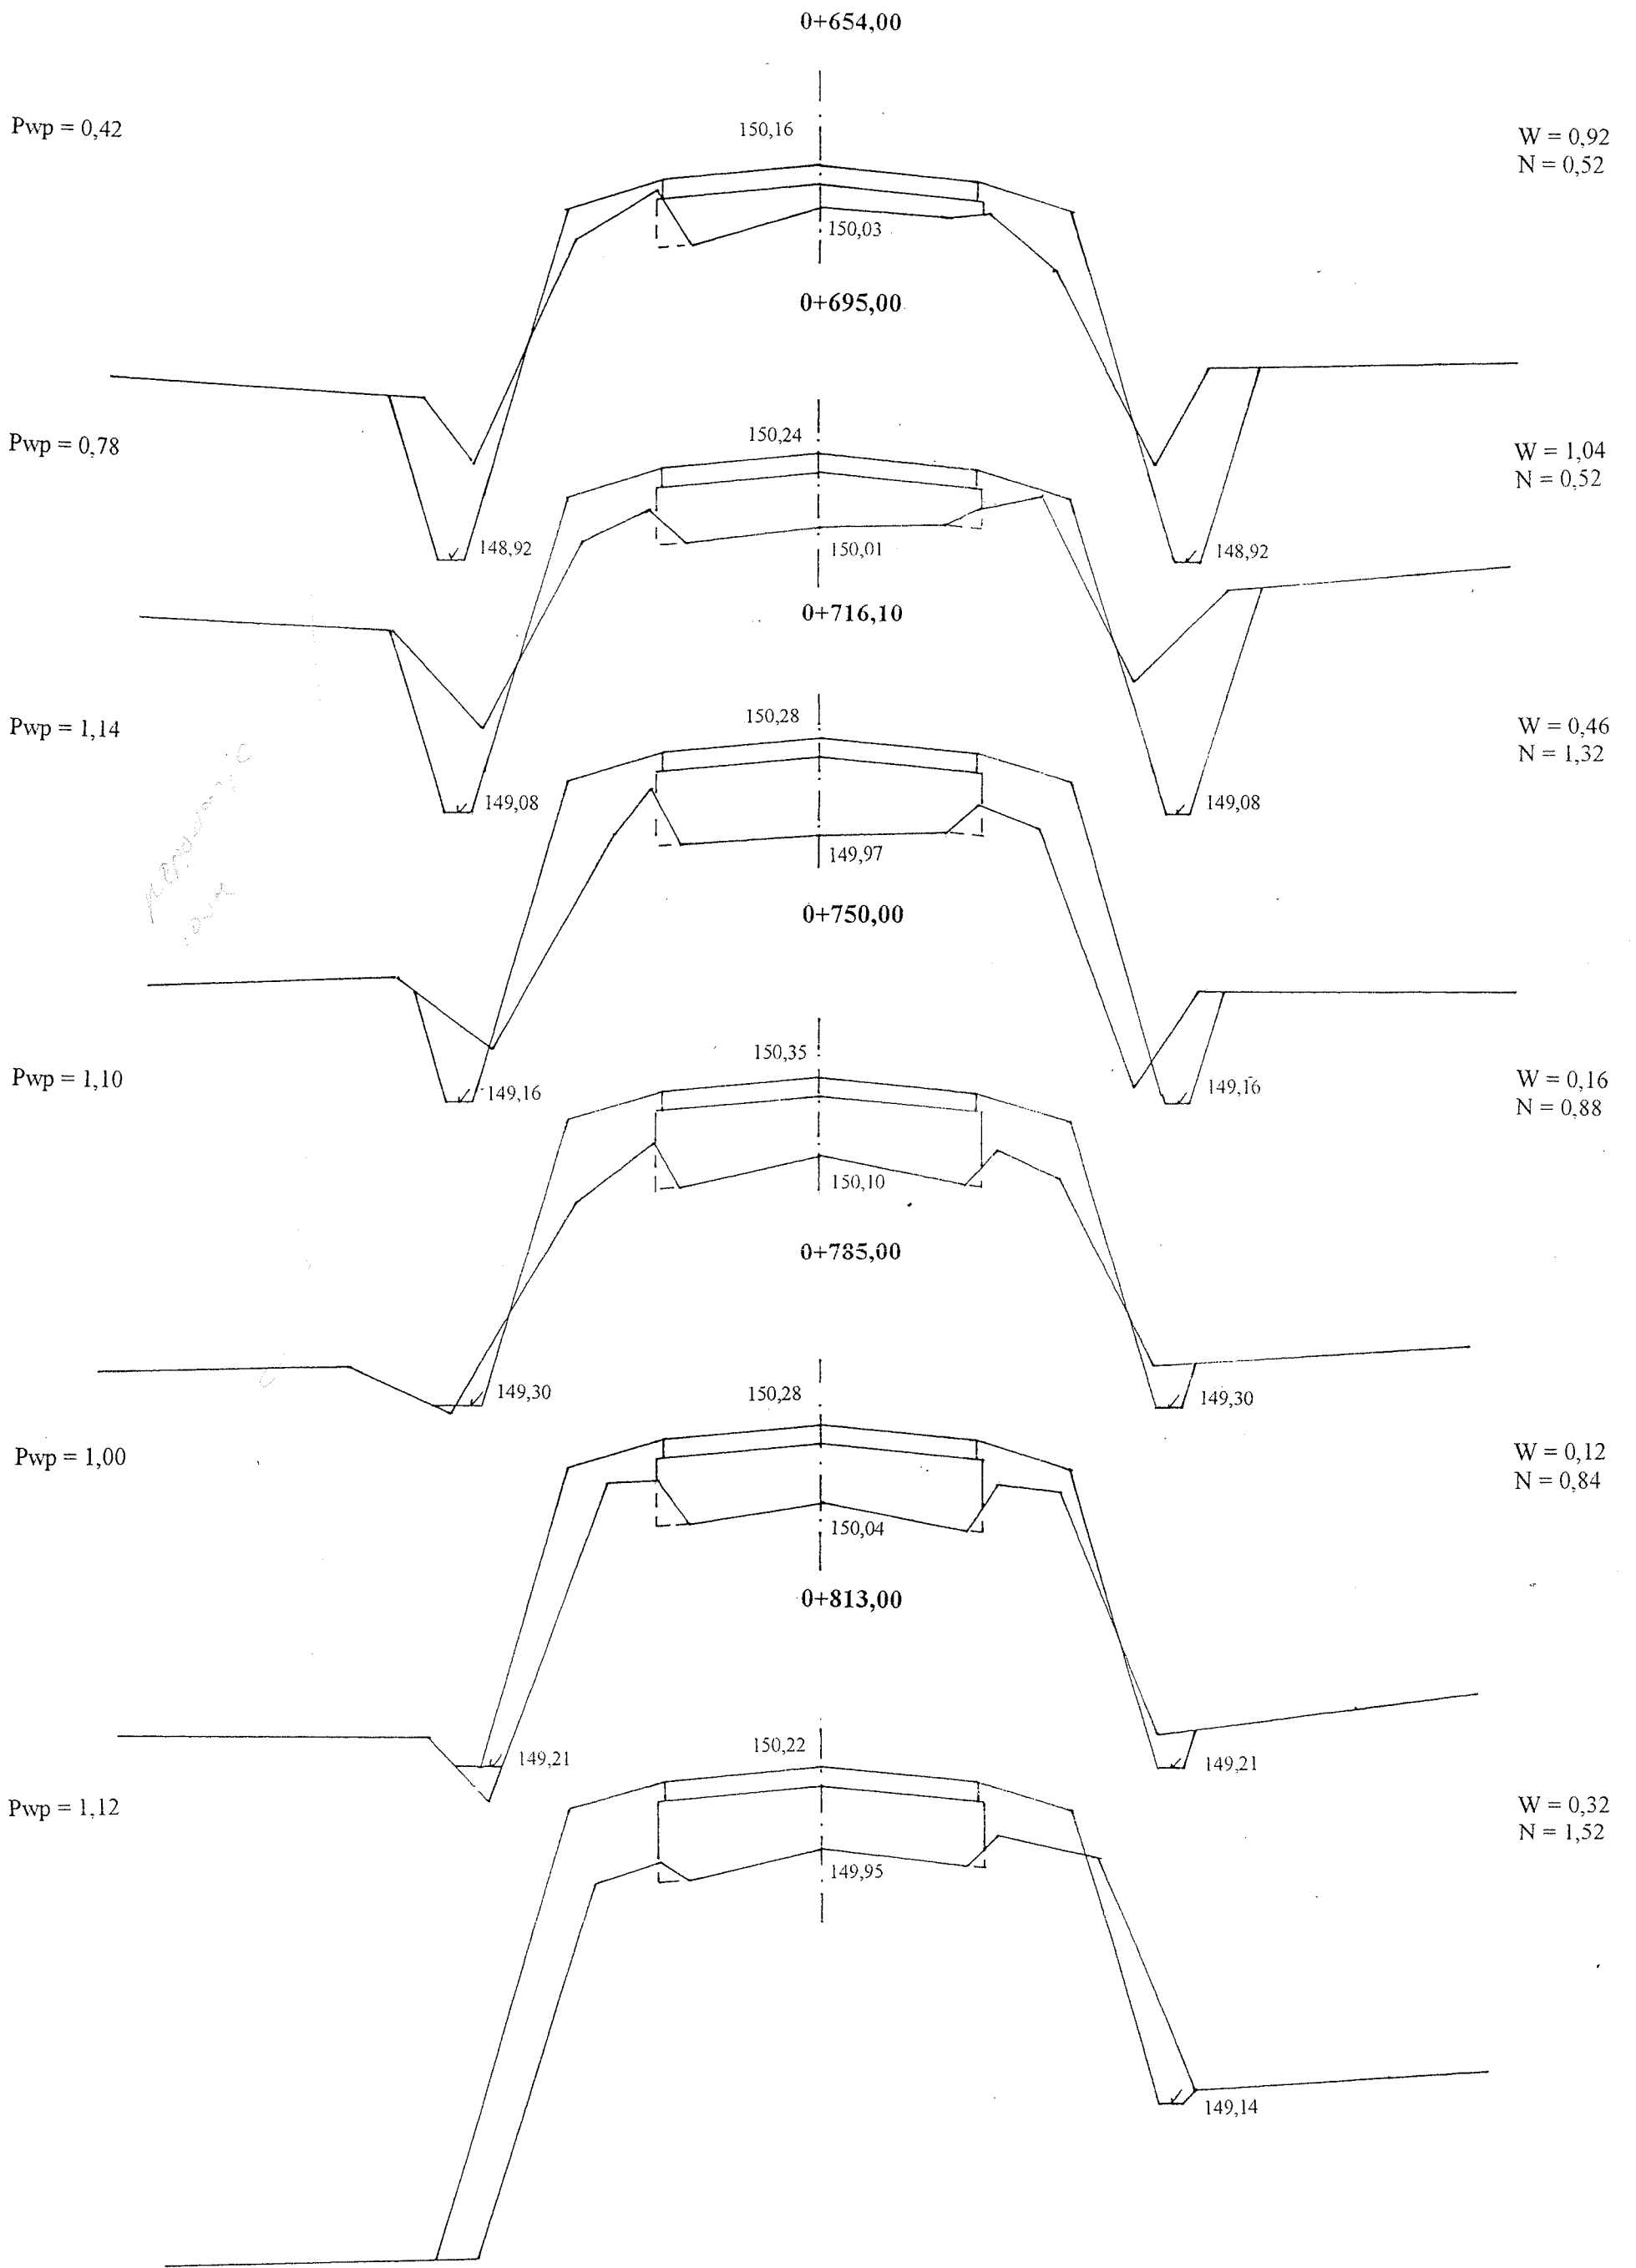 0+654,00
Pwp = 0,42
150,16
W = 0,92
N = 0,52
150,03
0+695,00
Pwp = 0,78
150,24
W = 1,04
N = 0,52
148,92
150,01
148,92
0+716,10
Pwp = 1,14
150,28
W = 0,46
N = 1,32
149,08
149,08
149,97
0+750,00
Pwp = 1,10
150,35
W = 0,16
N = 0,88
149,16
149,16
150,10
0+785,00
149,30
150,28
149,30
Pwp = 1,00
W = 0,12
N = 0,84
150,04
0+813,00
149,21
150,22
149,21
Pwp = 1,12
W = 0,32
N = 1,52
149,95
149,14